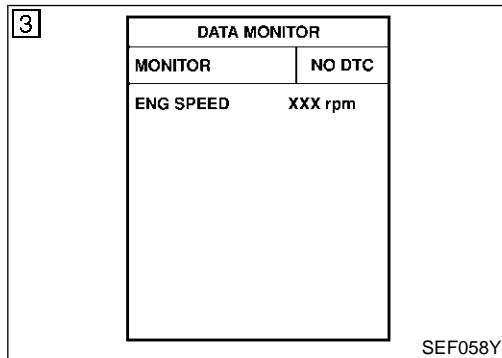 3
DATA MONITOR
MONITOR NO DTC
ENG SPEED XXX rpm
SEF058Y